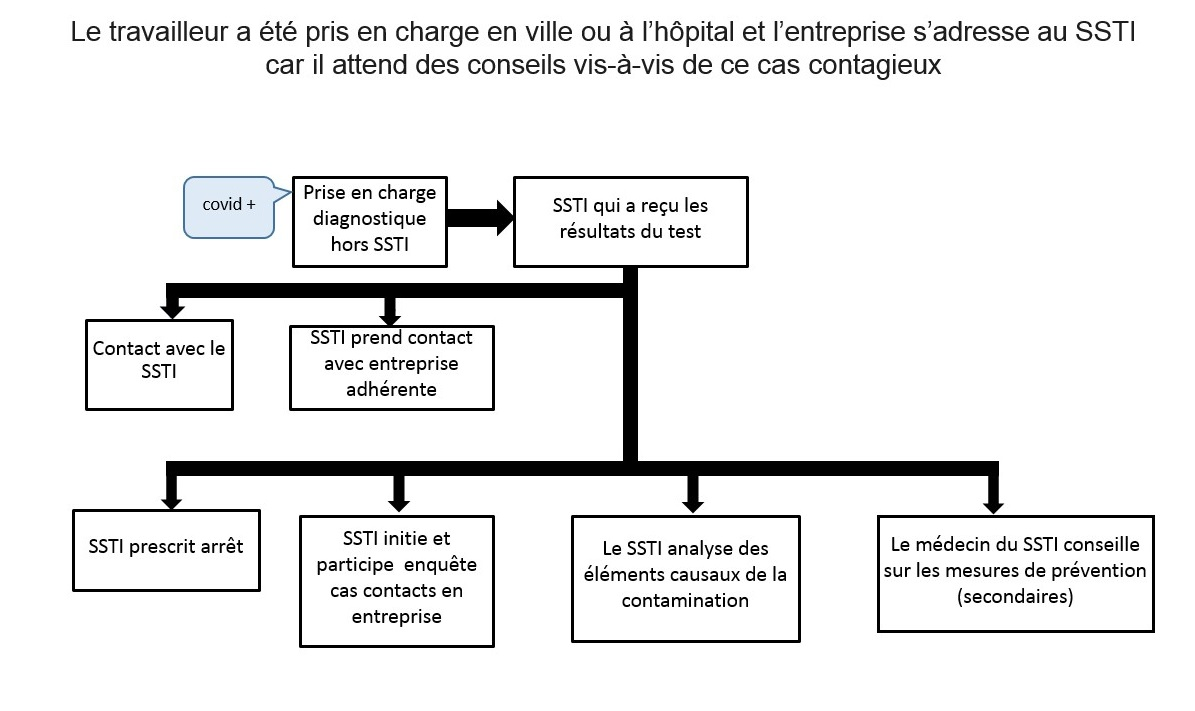 Le travailleur a été pris en charge en ville ou à l’hôpital et l’entreprise s’adresse au SSTI
car il attend des conseils vis-à-vis de ce cas contagieux
covid +
Prise en charge
diagnostique
hors SSTI
SSTI qui a reçu les
résultats du test
Contact avec le
SSTI
SSTI prend contact
avec entreprise
adhérente
SSTI prescrit arrêt
SSTI initie et
participe  enquête
cas contacts en
entreprise
Le SSTI analyse des
éléments causaux de la
contamination
Le médecin du SSTI conseille
sur les mesures de prévention
(secondaires)